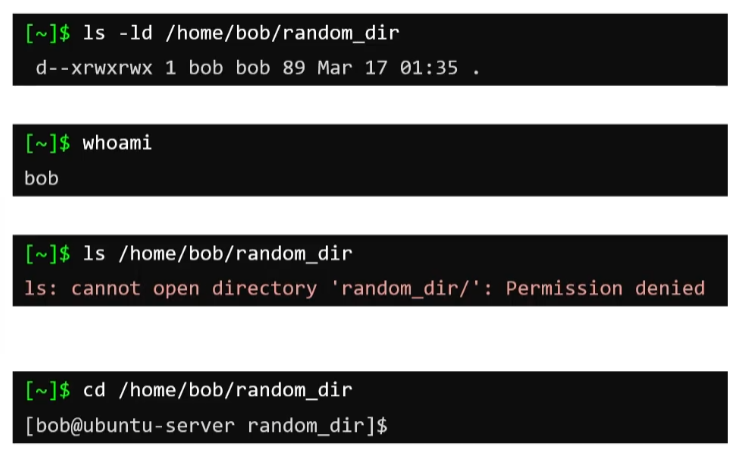 [~]$ ls -ld /home/bob/random_dir
d--xrwxrwx 1 bob bob 89 Mar 17 01:35 .
[~]$ whoami
bob
[~]$ ls /home/bob/random_dir
ls: cannot open directory 'random_dir/': Permission denied
[~]$ cd /home/bob/random_dir
[bob@ubuntu-server random_dir]$